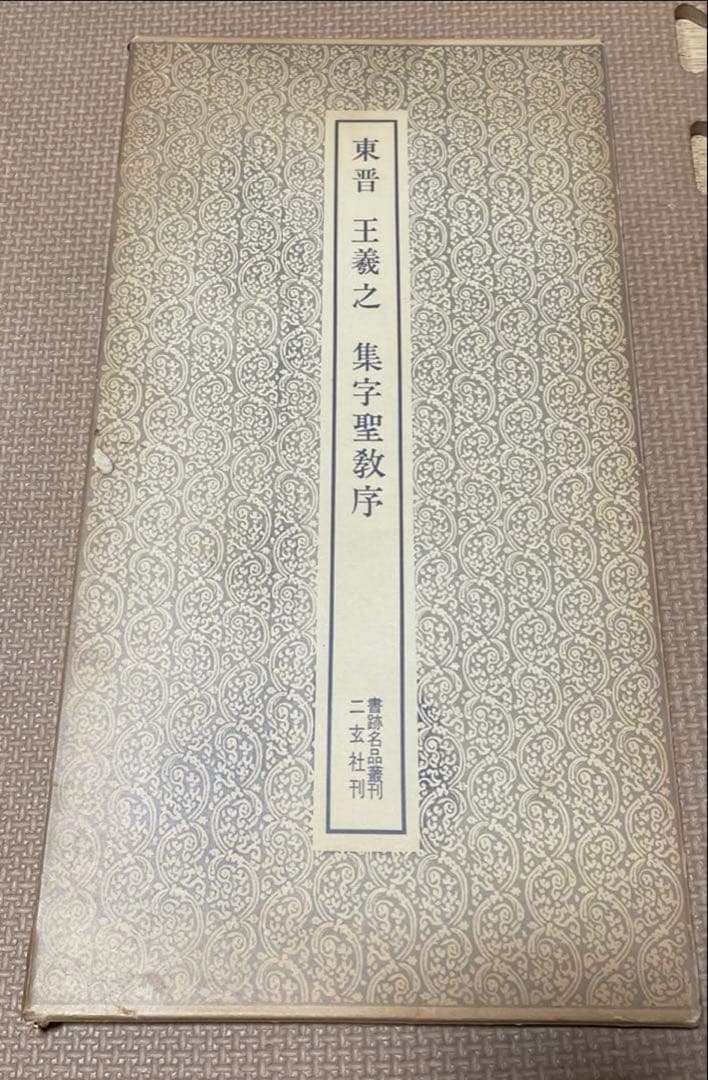 東晋 王羲之 集字聖教序
書跡名品叢刊
二玄社刊